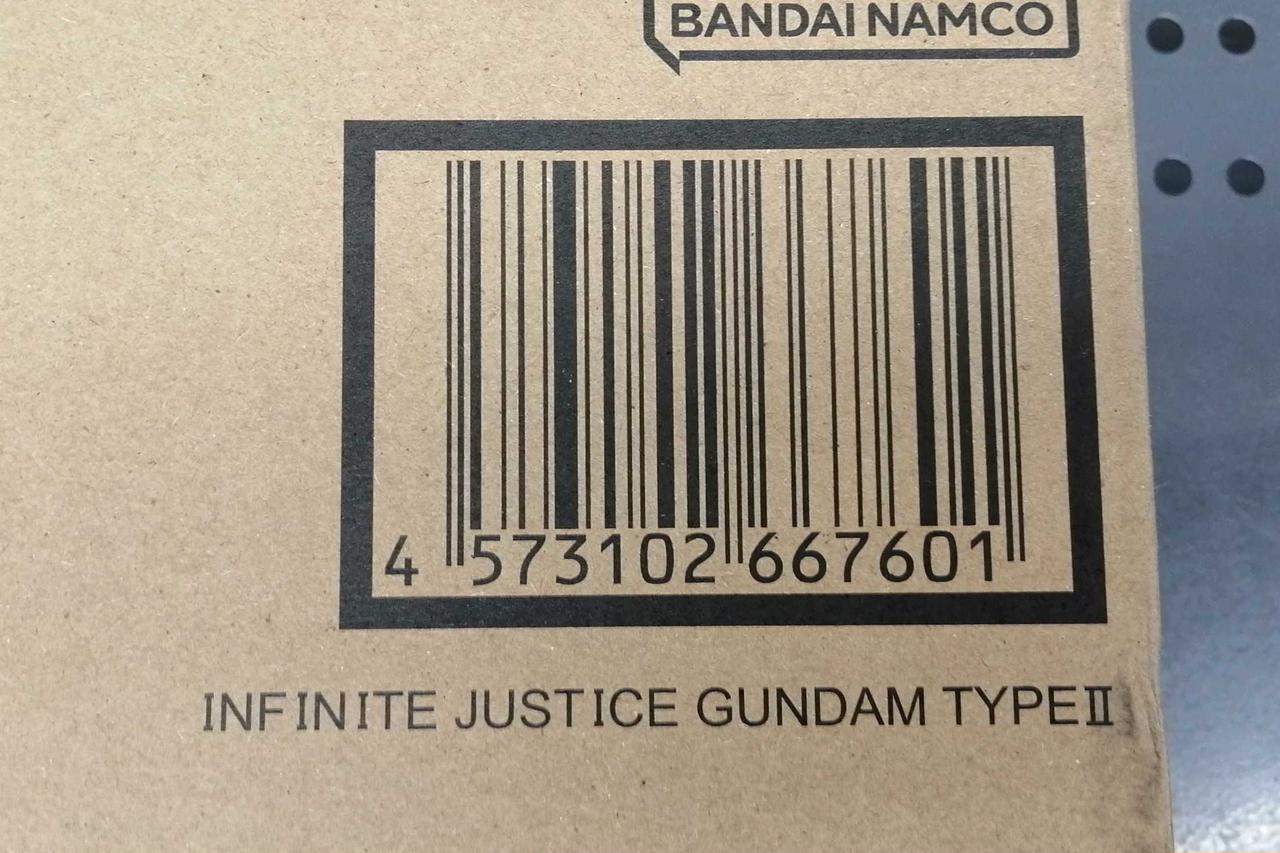 BANDAI NAMCO
4 573102 667601
INFINITE JUSTICE GUNDAM TYPEⅡ